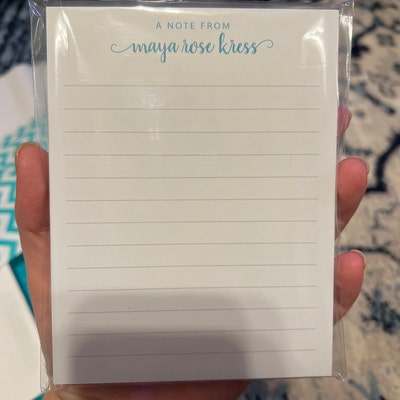 A NOTE FROM
maya rose kress